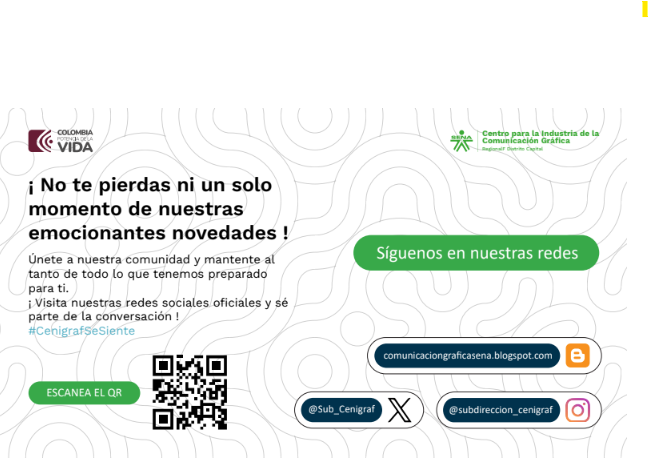 COLOMBIA
POTENCIA DE LA
VIDA
SENA
Centro para la Industria de la
Comunicación Gráfica
Regional Distrito Capital
¡ No te pierdas ni un solo
momento de nuestras
emocionantes novedades !
Únete a nuestra comunidad y mantente al
tanto de todo lo que tenemos preparado
para ti.
¡ Visita nuestras redes sociales oficiales y sé
parte de la conversación !
#CenigrafSeSiente
ESCANEA EL QR
Síguenos en nuestras redes
comunicaciongraficasena.blogspot.com
@Sub_Cenigraf
@subdireccion_cenigraf